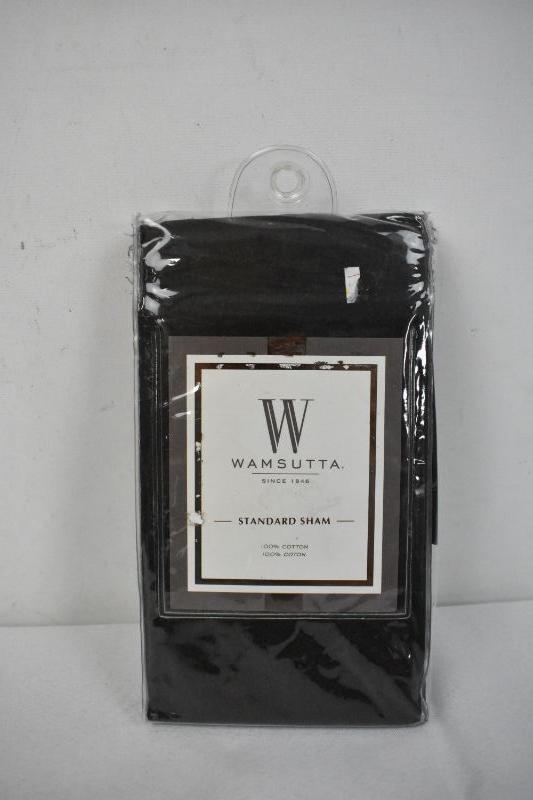 W
WAMSUTTA.
SINCE 1846
STANDARD SHAM
100% COTTON
100% COTON